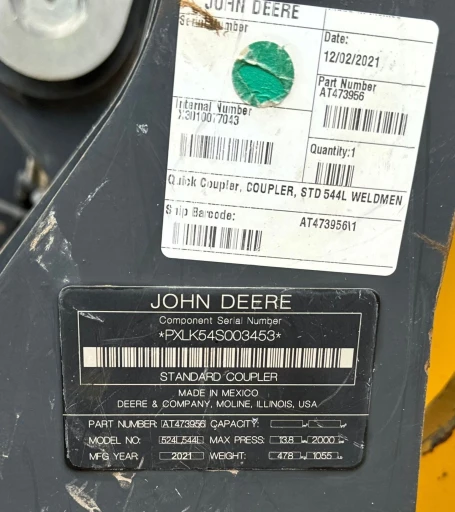 JOHN DEERE
Serial Number
Date:
12/02/2021
Part Number
AT473956
Internal Number
X3010077043
Quantity:1
Quick Coupler, COUPLER, STD 544L WELDMEN
Ship Barcode:
AT473956\1
JOHN DEERE
Component Serial Number
*PXLK54S003453*
STANDARD COUPLER
MADE IN MEXICO
DEERE & COMPANY, MOLINE, ILLINOIS, USA
PART NUMBER AT473956 CAPACITY:
MODEL NO: 524L,544L MAX PRESS: 13.8 2000
MFG YEAR 2021 WEIGHT: 478 1055